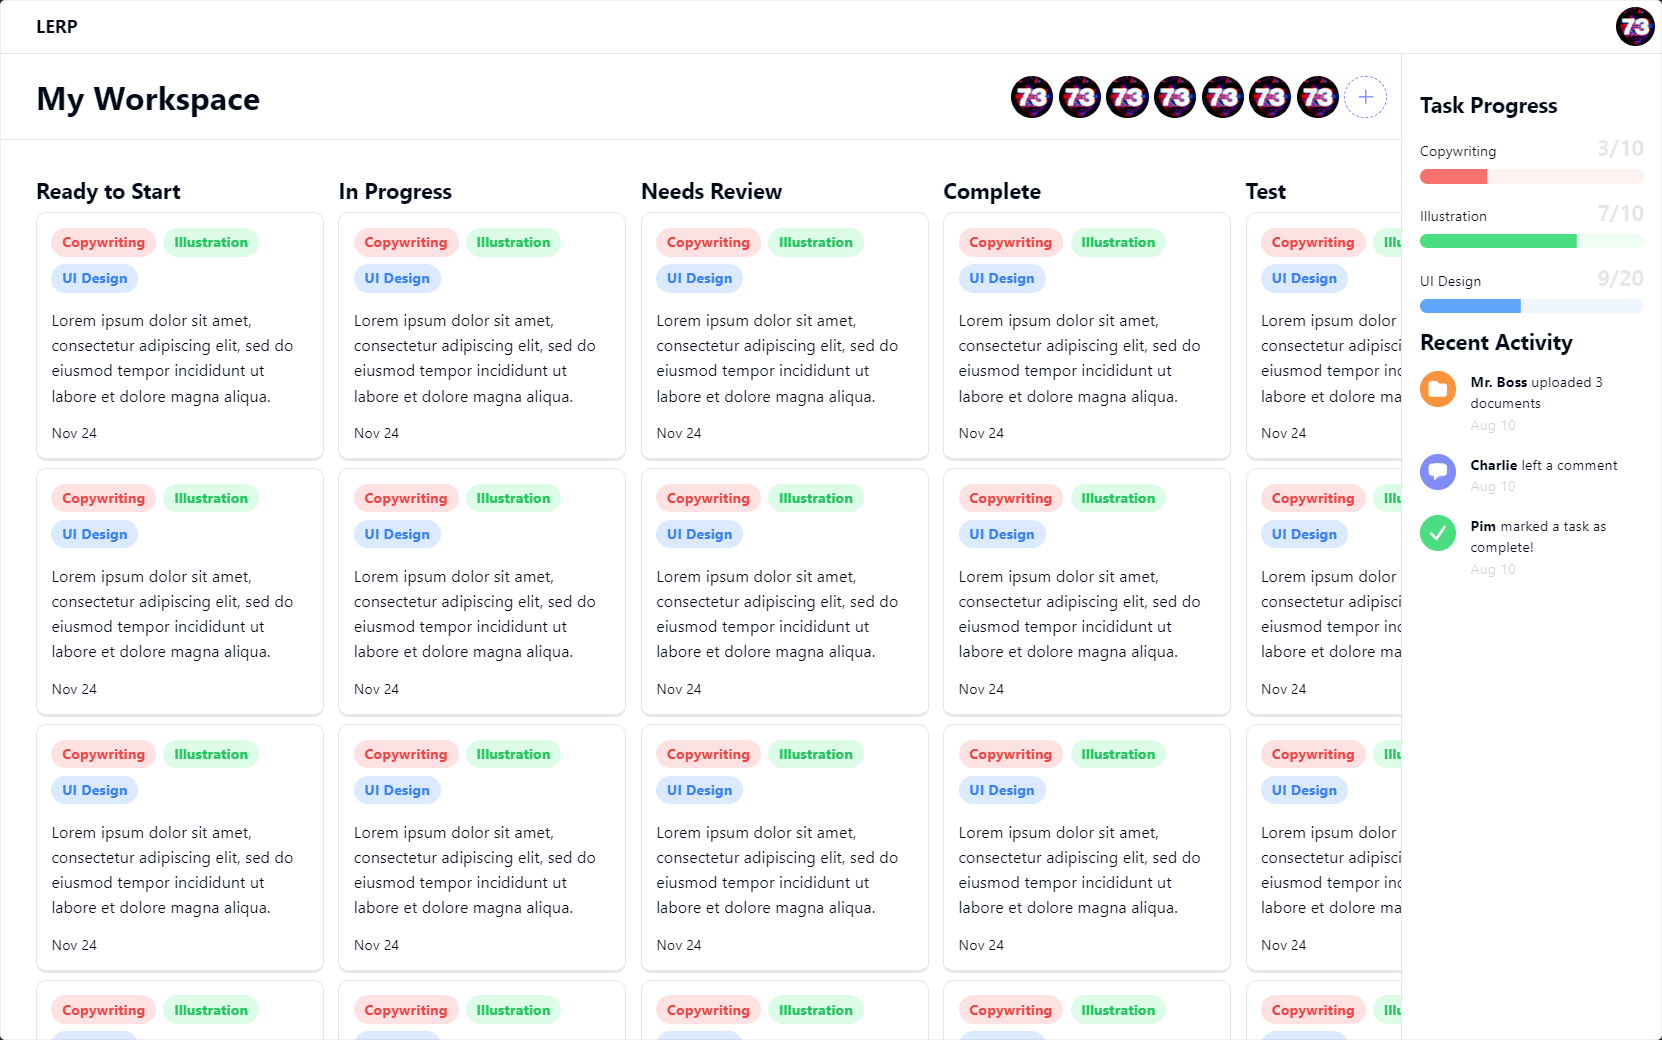 LERP
73
My Workspace
73 73 73 73 73 73 73
Task Progress
Copywriting 3/10
Illustration 7/10
UI Design 9/20
Recent Activity
Mr. Boss uploaded 3
documents
Aug 10
Charlie left a comment
Aug 10
Pim marked a task as
complete!
Aug 10
Ready to Start
Copywriting Illustration
UI Design
Lorem ipsum dolor sit amet,
consectetur adipiscing elit, sed do
eiusmod tempor incididunt ut
labore et dolore magna aliqua.
Nov 24
Copywriting Illustration
UI Design
Lorem ipsum dolor sit amet,
consectetur adipiscing elit, sed do
eiusmod tempor incididunt ut
labore et dolore magna aliqua.
Nov 24
Copywriting Illustration
UI Design
Lorem ipsum dolor sit amet,
consectetur adipiscing elit, sed do
eiusmod tempor incididunt ut
labore et dolore magna aliqua.
Nov 24
Copywriting Illustration
In Progress
Copywriting Illustration
UI Design
Lorem ipsum dolor sit amet,
consectetur adipiscing elit, sed do
eiusmod tempor incididunt ut
labore et dolore magna aliqua.
Nov 24
Copywriting Illustration
UI Design
Lorem ipsum dolor sit amet,
consectetur adipiscing elit, sed do
eiusmod tempor incididunt ut
labore et dolore magna aliqua.
Nov 24
Copywriting Illustration
UI Design
Lorem ipsum dolor sit amet,
consectetur adipiscing elit, sed do
eiusmod tempor incididunt ut
labore et dolore magna aliqua.
Nov 24
Copywriting Illustration
Needs Review
Copywriting Illustration
UI Design
Lorem ipsum dolor sit amet,
consectetur adipiscing elit, sed do
eiusmod tempor incididunt ut
labore et dolore magna aliqua.
Nov 24
Copywriting Illustration
UI Design
Lorem ipsum dolor sit amet,
consectetur adipiscing elit, sed do
eiusmod tempor incididunt ut
labore et dolore magna aliqua.
Nov 24
Copywriting Illustration
UI Design
Lorem ipsum dolor sit amet,
consectetur adipiscing elit, sed do
eiusmod tempor incididunt ut
labore et dolore magna aliqua.
Nov 24
Copywriting Illustration
Complete
Copywriting Illustration
UI Design
Lorem ipsum dolor sit amet,
consectetur adipiscing elit, sed do
eiusmod tempor incididunt ut
labore et dolore magna aliqua.
Nov 24
Copywriting Illustration
UI Design
Lorem ipsum dolor sit amet,
consectetur adipiscing elit, sed do
eiusmod tempor incididunt ut
labore et dolore magna aliqua.
Nov 24
Copywriting Illustration
UI Design
Lorem ipsum dolor sit amet,
consectetur adipiscing elit, sed do
eiusmod tempor incididunt ut
labore et dolore magna aliqua.
Nov 24
Copywriting Illustration
Test
Copywriting
UI Design
Lorem ipsum dolor
consectetur
eiusmod tempor
labore et dolore
Nov 24
Copywriting
UI Design
Lorem ipsum dolor
consectetur
eiusmod tempor
labore et dolore
Nov 24
Copywriting
UI Design
Lorem ipsum dolor
consectetur
eiusmod tempor
labore et dolore
Nov 24
Copywriting